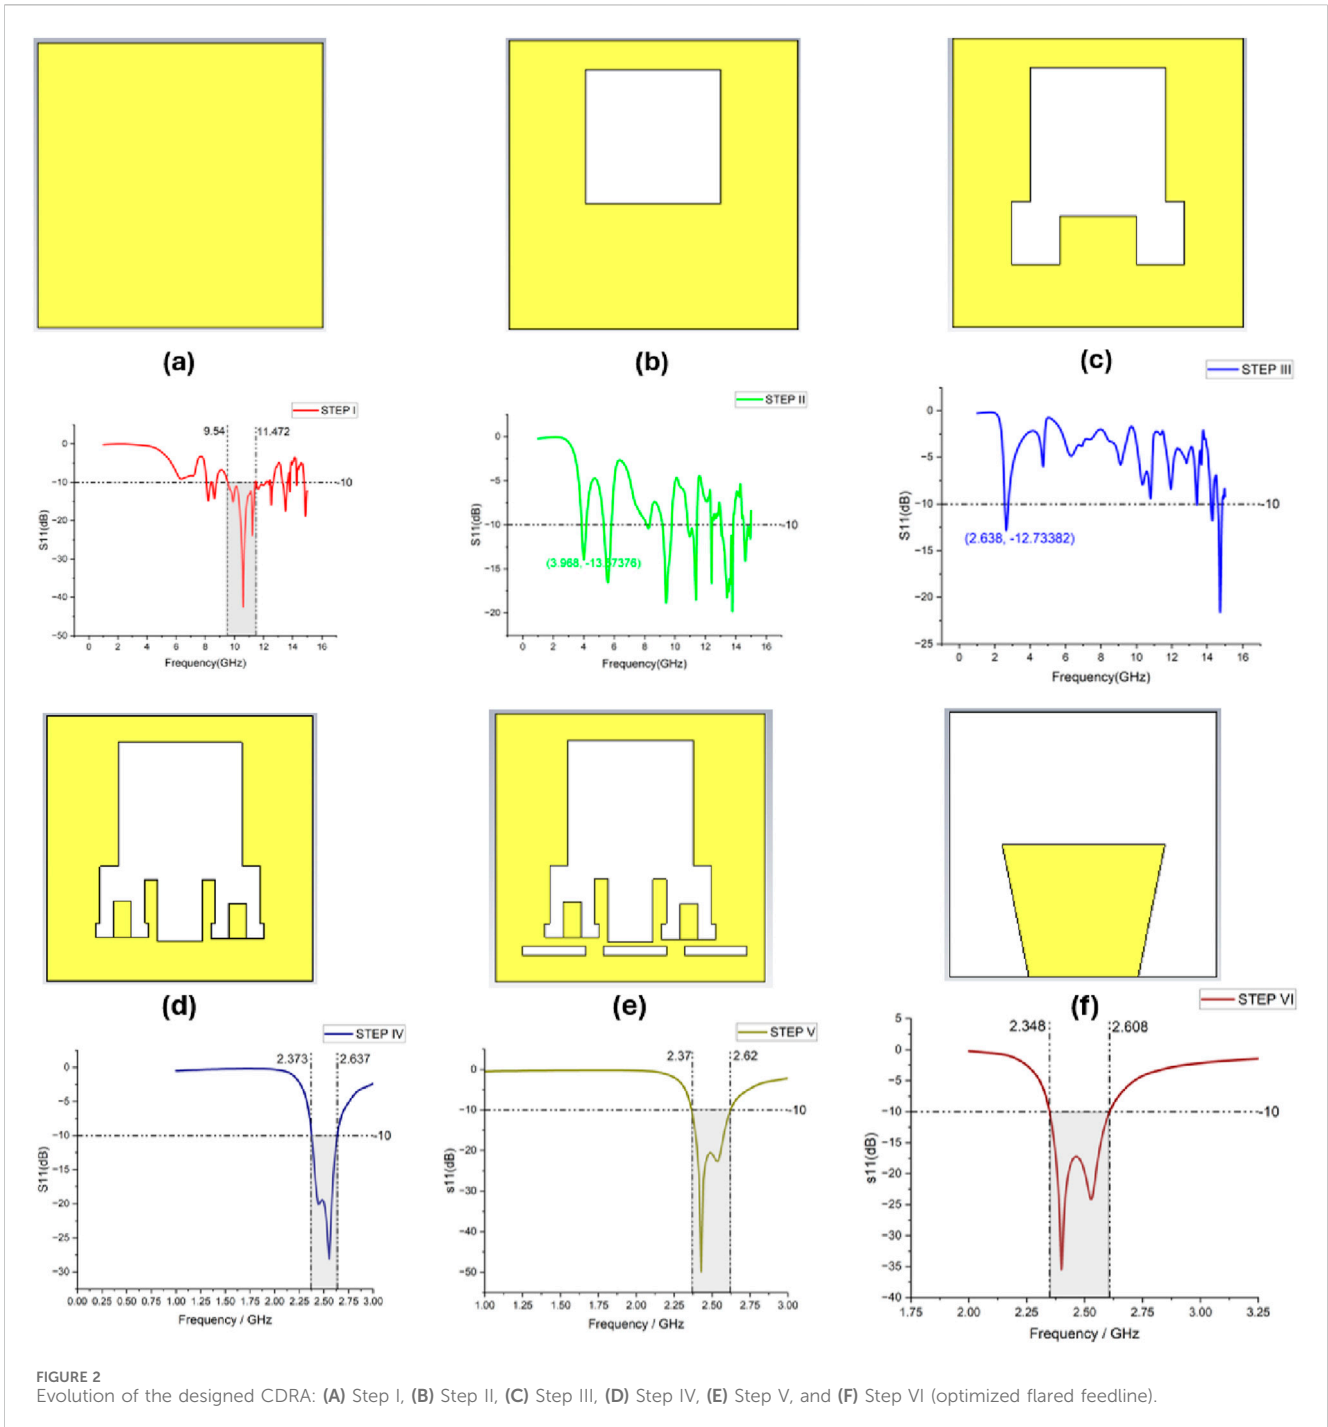 (a)
(b)
(c)
STEP I
9.54
11.472
0
-10
-20
-30
-40
-50
-10
S11(dB)
0 2 4 6 8 10 12 14 16
Frequency(GHz)
STEP II
0
-5
-10
-15
-20
-10
(3.968, -13.57376)
S11(dB)
0 2 4 6 8 10 12 14 16
Frequency(GHz)
STEP III
0
-5
-10
-15
-20
-25
-10
(2.638, -12.73382)
S11(dB)
0 2 4 6 8 10 12 14 16
Frequency(GHz)
(d)
(e)
(f)
STEP IV
2.373
2.637
0
-5
-10
-15
-20
-25
-30
-10
S11(dB)
0.00 0.25 0.50 0.75 1.00 1.25 1.50 1.75 2.00 2.25 2.50 2.75 3.00
Frequency / GHz
STEP V
2.37
2.62
0
-10
-20
-30
-40
-50
-10
s11(dB)
1.00 1.25 1.50 1.75 2.00 2.25 2.50 2.75 3.00
Frequency / GHz
STEP VI
2.348
2.608
5
0
-5
-10
-15
-20
-25
-30
-35
-40
-10
s11(dB)
1.75 2.00 2.25 2.50 2.75 3.00 3.25
Frequency / GHz
FIGURE 2
Evolution of the designed CDRA: (A) Step I, (B) Step II, (C) Step III, (D) Step IV, (E) Step V, and (F) Step VI (optimized flared feedline).